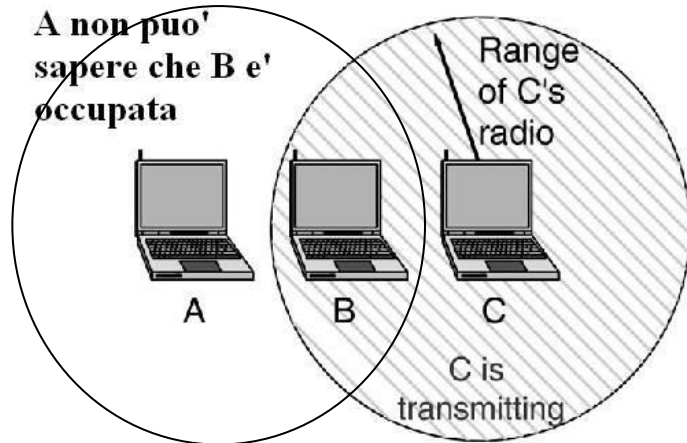 A non puo'
sapere che B e'
occupata
Range
of C's
radio
A
B
C
C is
transmitting